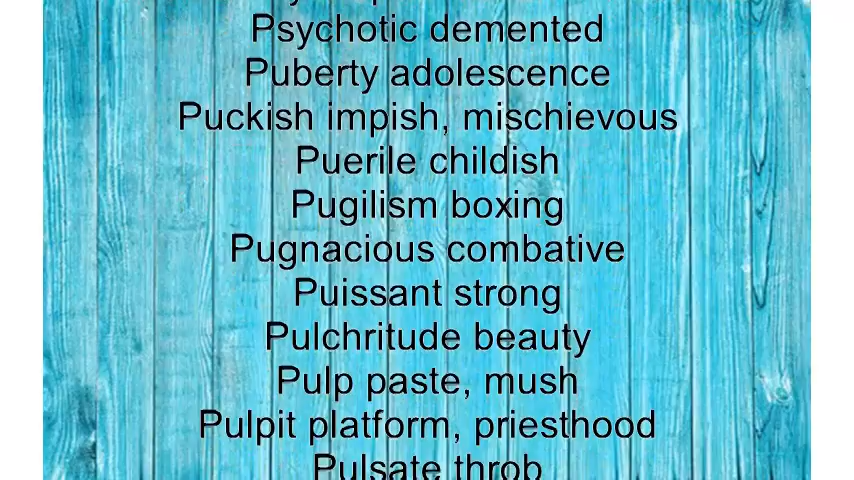 Psychotic demented
Puberty adolescence
Puckish impish, mischievous
Puerile childish
Pugilism boxing
Pugnacious combative
Puissant strong
Pulchritude beauty
Pulp paste, mush
Pulpit platform, priesthood
Pulsate throb